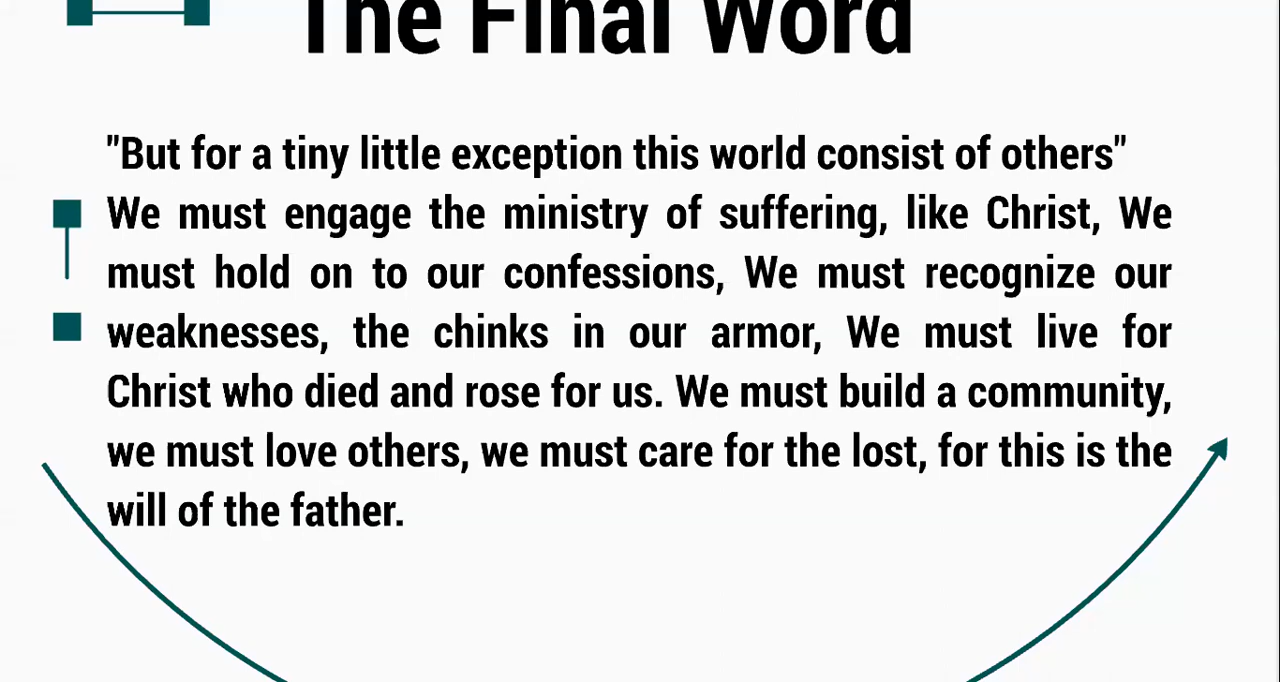 The Final Word
"But for a tiny little exception this world consist of others"
We must engage the ministry of suffering, like Christ, We
must hold on to our confessions, We must recognize our
weaknesses, the chinks in our armor, We must live for
Christ who died and rose for us. We must build a community,
we must love others, we must care for the lost, for this is the
will of the father.